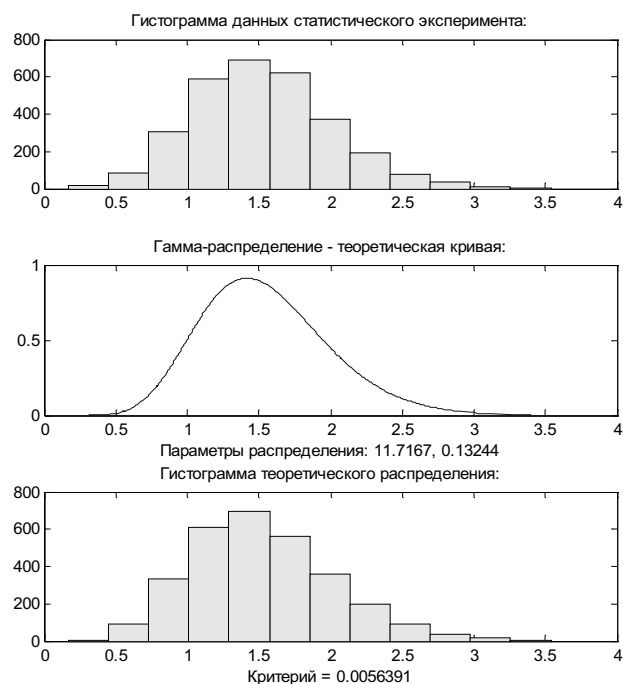 Гистограмма данных статистического эксперимента:
800
600
400
200
0
0 0.5 1 1.5 2 2.5 3 3.5 4
Гамма-распределение - теоретическая кривая:
1
0.5
0
0 0.5 1 1.5 2 2.5 3 3.5 4
Параметры распределения: 11.7167, 0.13244
Гистограмма теоретического распределения:
800
600
400
200
0
0 0.5 1 1.5 2 2.5 3 3.5 4
Критерий = 0.0056391